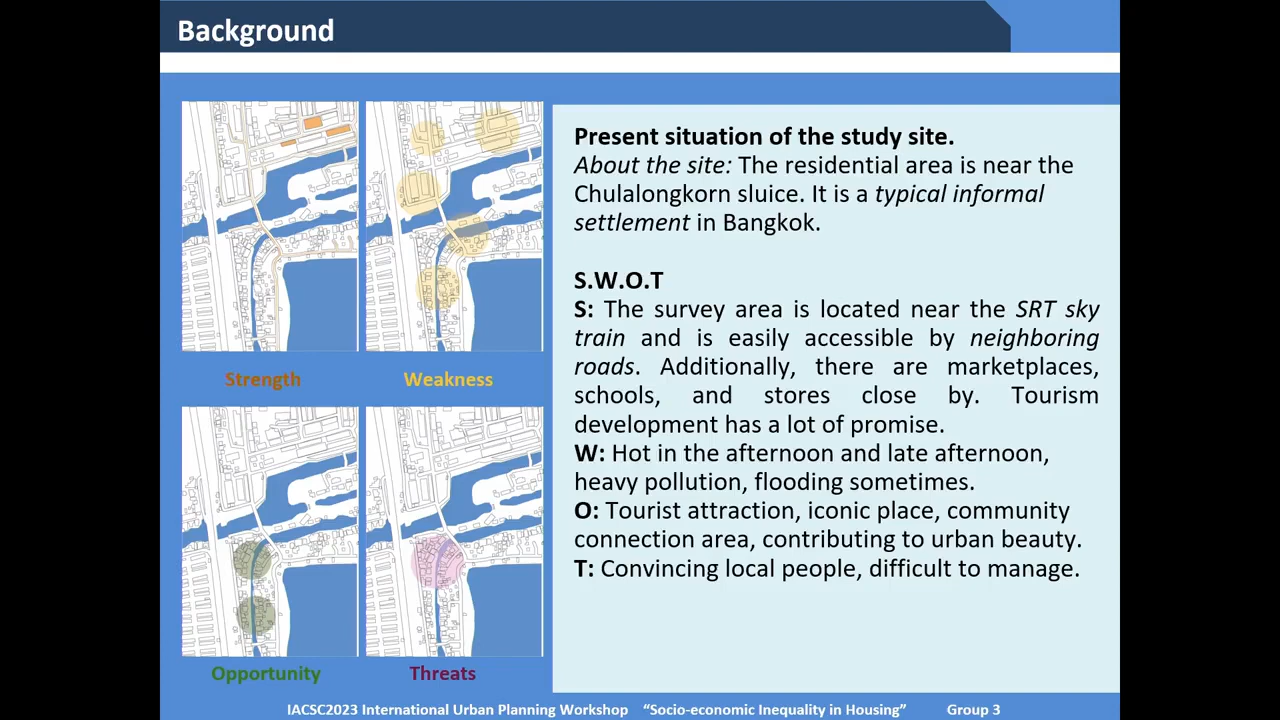 Background
Strength
Weakness
Opportunity
Threats
Present situation of the study site.
About the site: The residential area is near the
Chulalongkorn sluice. It is a typical informal
settlement in Bangkok.
S.W.O.T
S: The survey area is located near the SRT sky
train and is easily accessible by neighboring
roads. Additionally, there are marketplaces,
schools, and stores close by. Tourism
development has a lot of promise.
W: Hot in the afternoon and late afternoon,
heavy pollution, flooding sometimes.
O: Tourist attraction, iconic place, community
connection area, contributing to urban beauty.
T: Convincing local people, difficult to manage.
IACSC2023 International Urban Planning Workshop “Socio-economic Inequality in Housing” Group 3